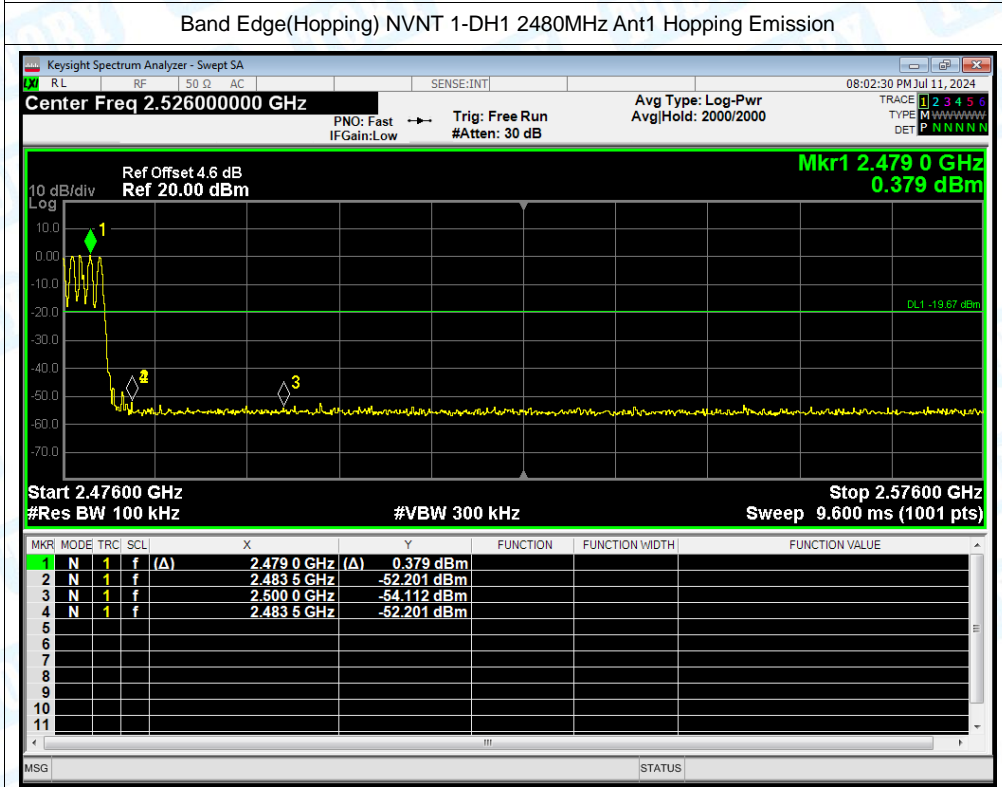 Band Edge(Hopping) NVNT 1-DH1 2480MHz Ant1 Hopping Emission
Keysight Spectrum Analyzer - Swept SA
LXI RL RF 50 Ω AC SENSE:INT 08:02:30 PM Jul 11, 2024
Center Freq 2.526000000 GHz Avg Type: Log-Pwr TRACE 1 2 3 4 5 6
PNO: Fast Trig: Free Run Avg|Hold: 2000/2000 TYPE M WWWWW
IFGain:Low #Atten: 30 dB DET P N N N N N
Mkr1 2.479 0 GHz
Ref Offset 4.6 dB
10 dB/div Ref 20.00 dBm 0.379 dBm
Log
10.0
1
0.00
-10.0
-20.0
DL1 -19.67 dBm
-30.0
-40.0
2 3
-50.0
-60.0
-70.0
Start 2.47600 GHz Stop 2.57600 GHz
#Res BW 100 kHz #VBW 300 kHz Sweep 9.600 ms (1001 pts)
MKR MODE TRC SCL X Y FUNCTION FUNCTION WIDTH FUNCTION VALUE
1 N 1 f (Δ) 2.479 0 GHz (Δ) 0.379 dBm
2 N 1 f 2.483 5 GHz -52.201 dBm
3 N 1 f 2.500 0 GHz -54.112 dBm
4 N 1 f 2.483 5 GHz -52.201 dBm
5
6
7
8
9
10
11
MSG STATUS